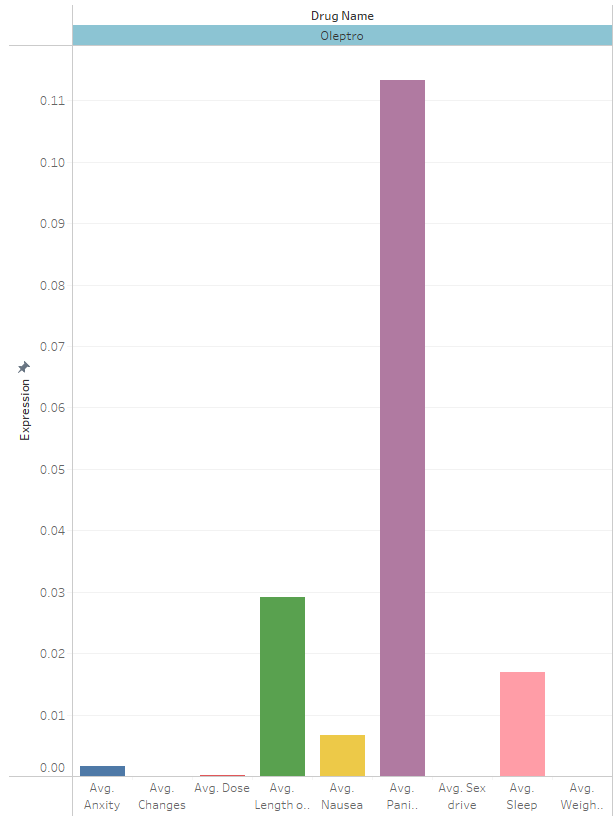 Drug Name
Oleptro
0.11
0.10
0.09
0.08
0.07
0.06
0.05
0.04
0.03
0.02
0.01
0.00
Expression
Avg. Anxity
Avg. Changes
Avg. Dose
Avg. Length o..
Avg. Nausea
Avg. Pani..
Avg. Sex drive
Avg. Sleep
Avg. Weigh..